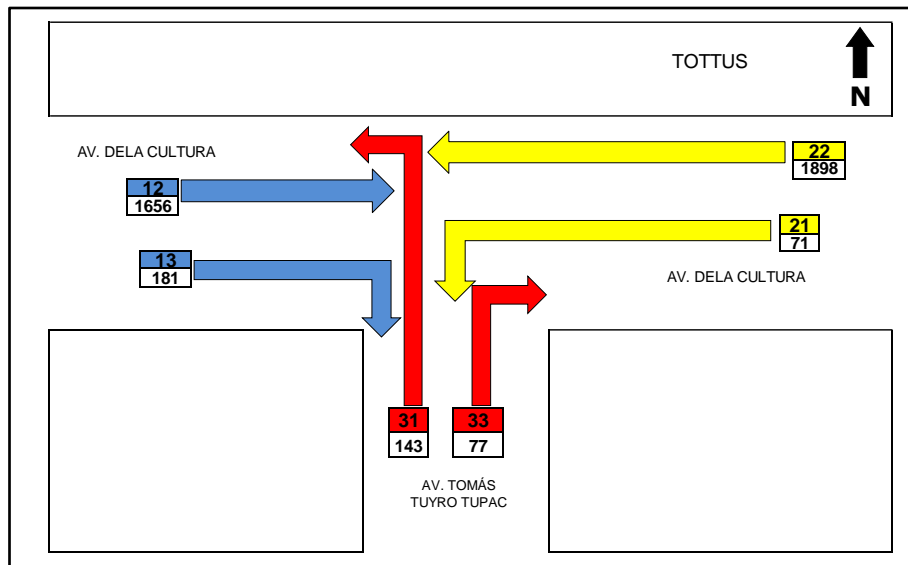 TOTTUS
N
AV. DELA CULTURA
22
1898
12
1656
21
71
13
181
AV. DELA CULTURA
31
143
33
77
AV. TOMÁS
TUYRO TUPAC